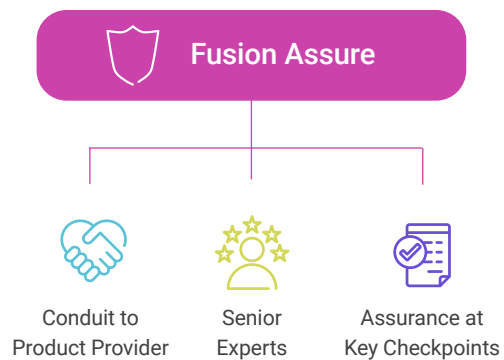 Fusion Assure
Conduit to
Product Provider
Senior
Experts
Assurance at
Key Checkpoints